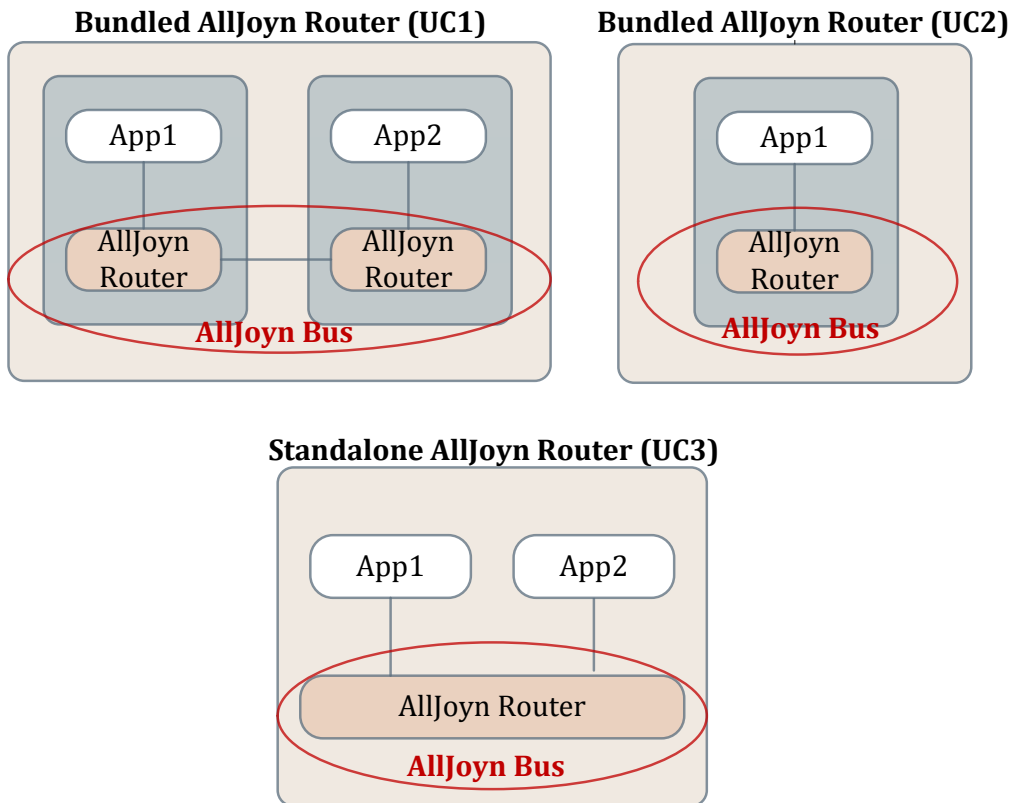 Bundled AllJoyn Router (UC1)
App1
App2
AllJoyn
Router
AllJoyn
Router
AllJoyn Bus
Bundled AllJoyn Router (UC2)
App1
AllJoyn
Router
AllJoyn Bus
Standalone AllJoyn Router (UC3)
App1
App2
AllJoyn Router
AllJoyn Bus